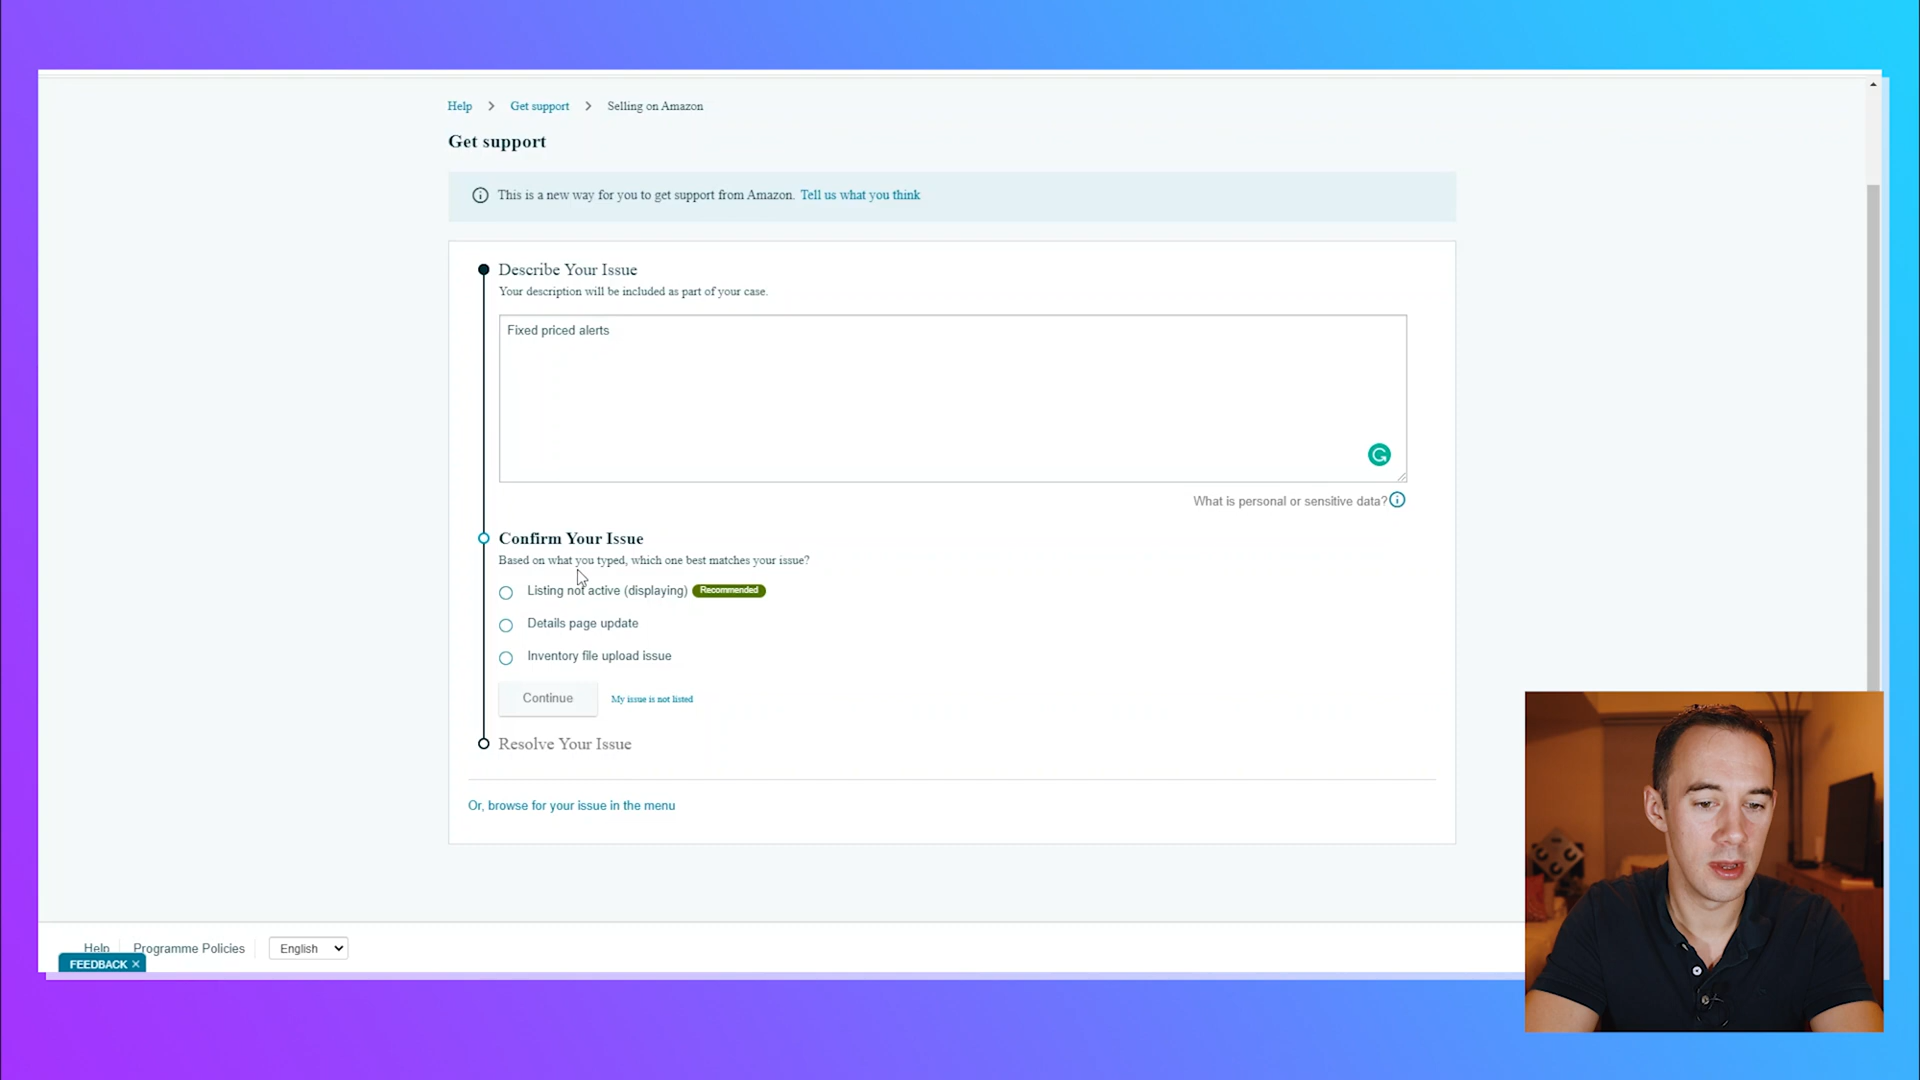 Help > Get support > Selling on Amazon
Get support
This is a new way for you to get support from Amazon. Tell us what you think
Describe Your Issue
Your description will be included as part of your case.
Fixed priced alerts
What is personal or sensitive data?
Confirm Your Issue
Based on what you typed, which one best matches your issue?
Listing not active (displaying) Recommended
Details page update
Inventory file upload issue
Continue My issue is not listed
Resolve Your Issue
Or, browse for your issue in the menu
Help Programme Policies English
FEEDBACK ×